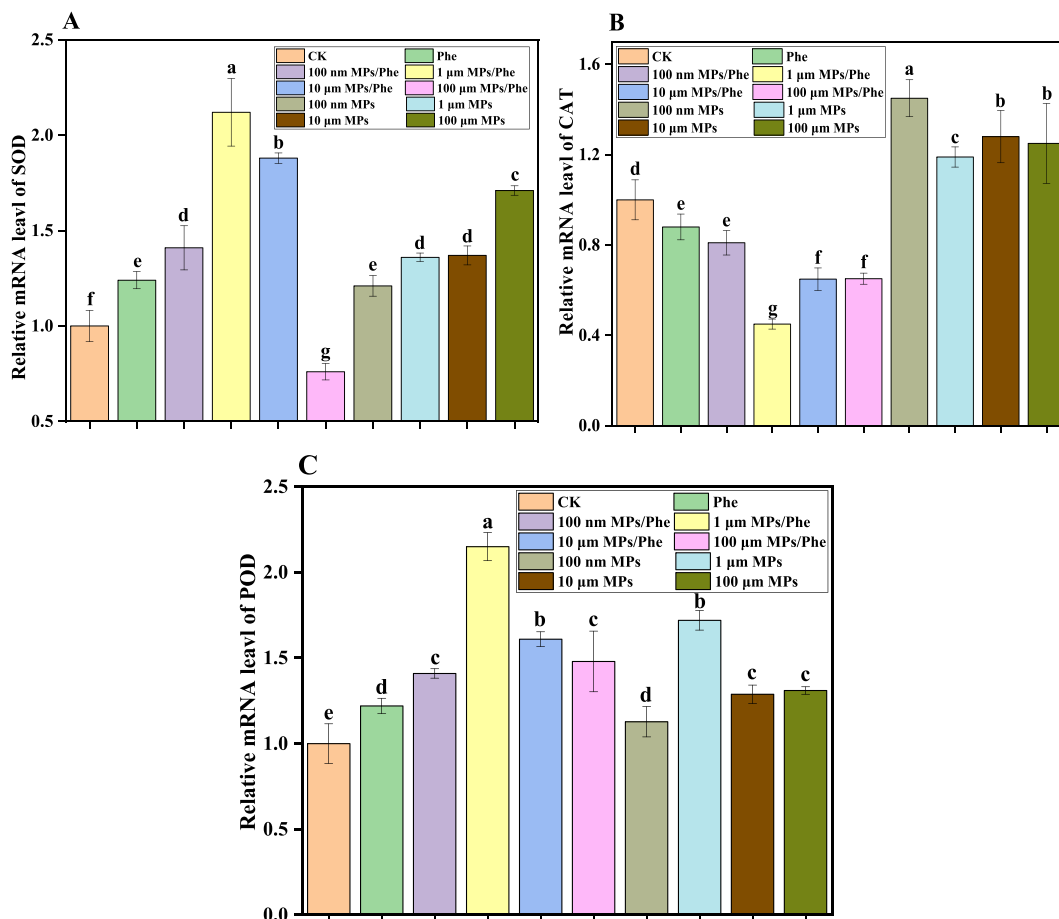 A
Relative mRNA leavl of SOD
2.5
2.0
1.5
1.0
0.5
CK Phe
100 nm MPs/Phe 1 μm MPs/Phe
10 μm MPs/Phe 100 μm MPs/Phe
100 nm MPs 1 μm MPs
10 μm MPs 100 μm MPs
f e d a b g e d d c
B
Relative mRNA leavl of CAT
1.6
1.2
0.8
0.4
0.0
CK Phe
100 nm MPs/Phe 1 μm MPs/Phe
10 μm MPs/Phe 100 μm MPs/Phe
100 nm MPs 1 μm MPs
10 μm MPs 100 μm MPs
d e e g f f a c b b
C
Relative mRNA leavl of POD
2.5
2.0
1.5
1.0
0.5
0.0
CK Phe
100 nm MPs/Phe 1 μm MPs/Phe
10 μm MPs/Phe 100 μm MPs/Phe
100 nm MPs 1 μm MPs
10 μm MPs 100 μm MPs
e d c a b c d b c c